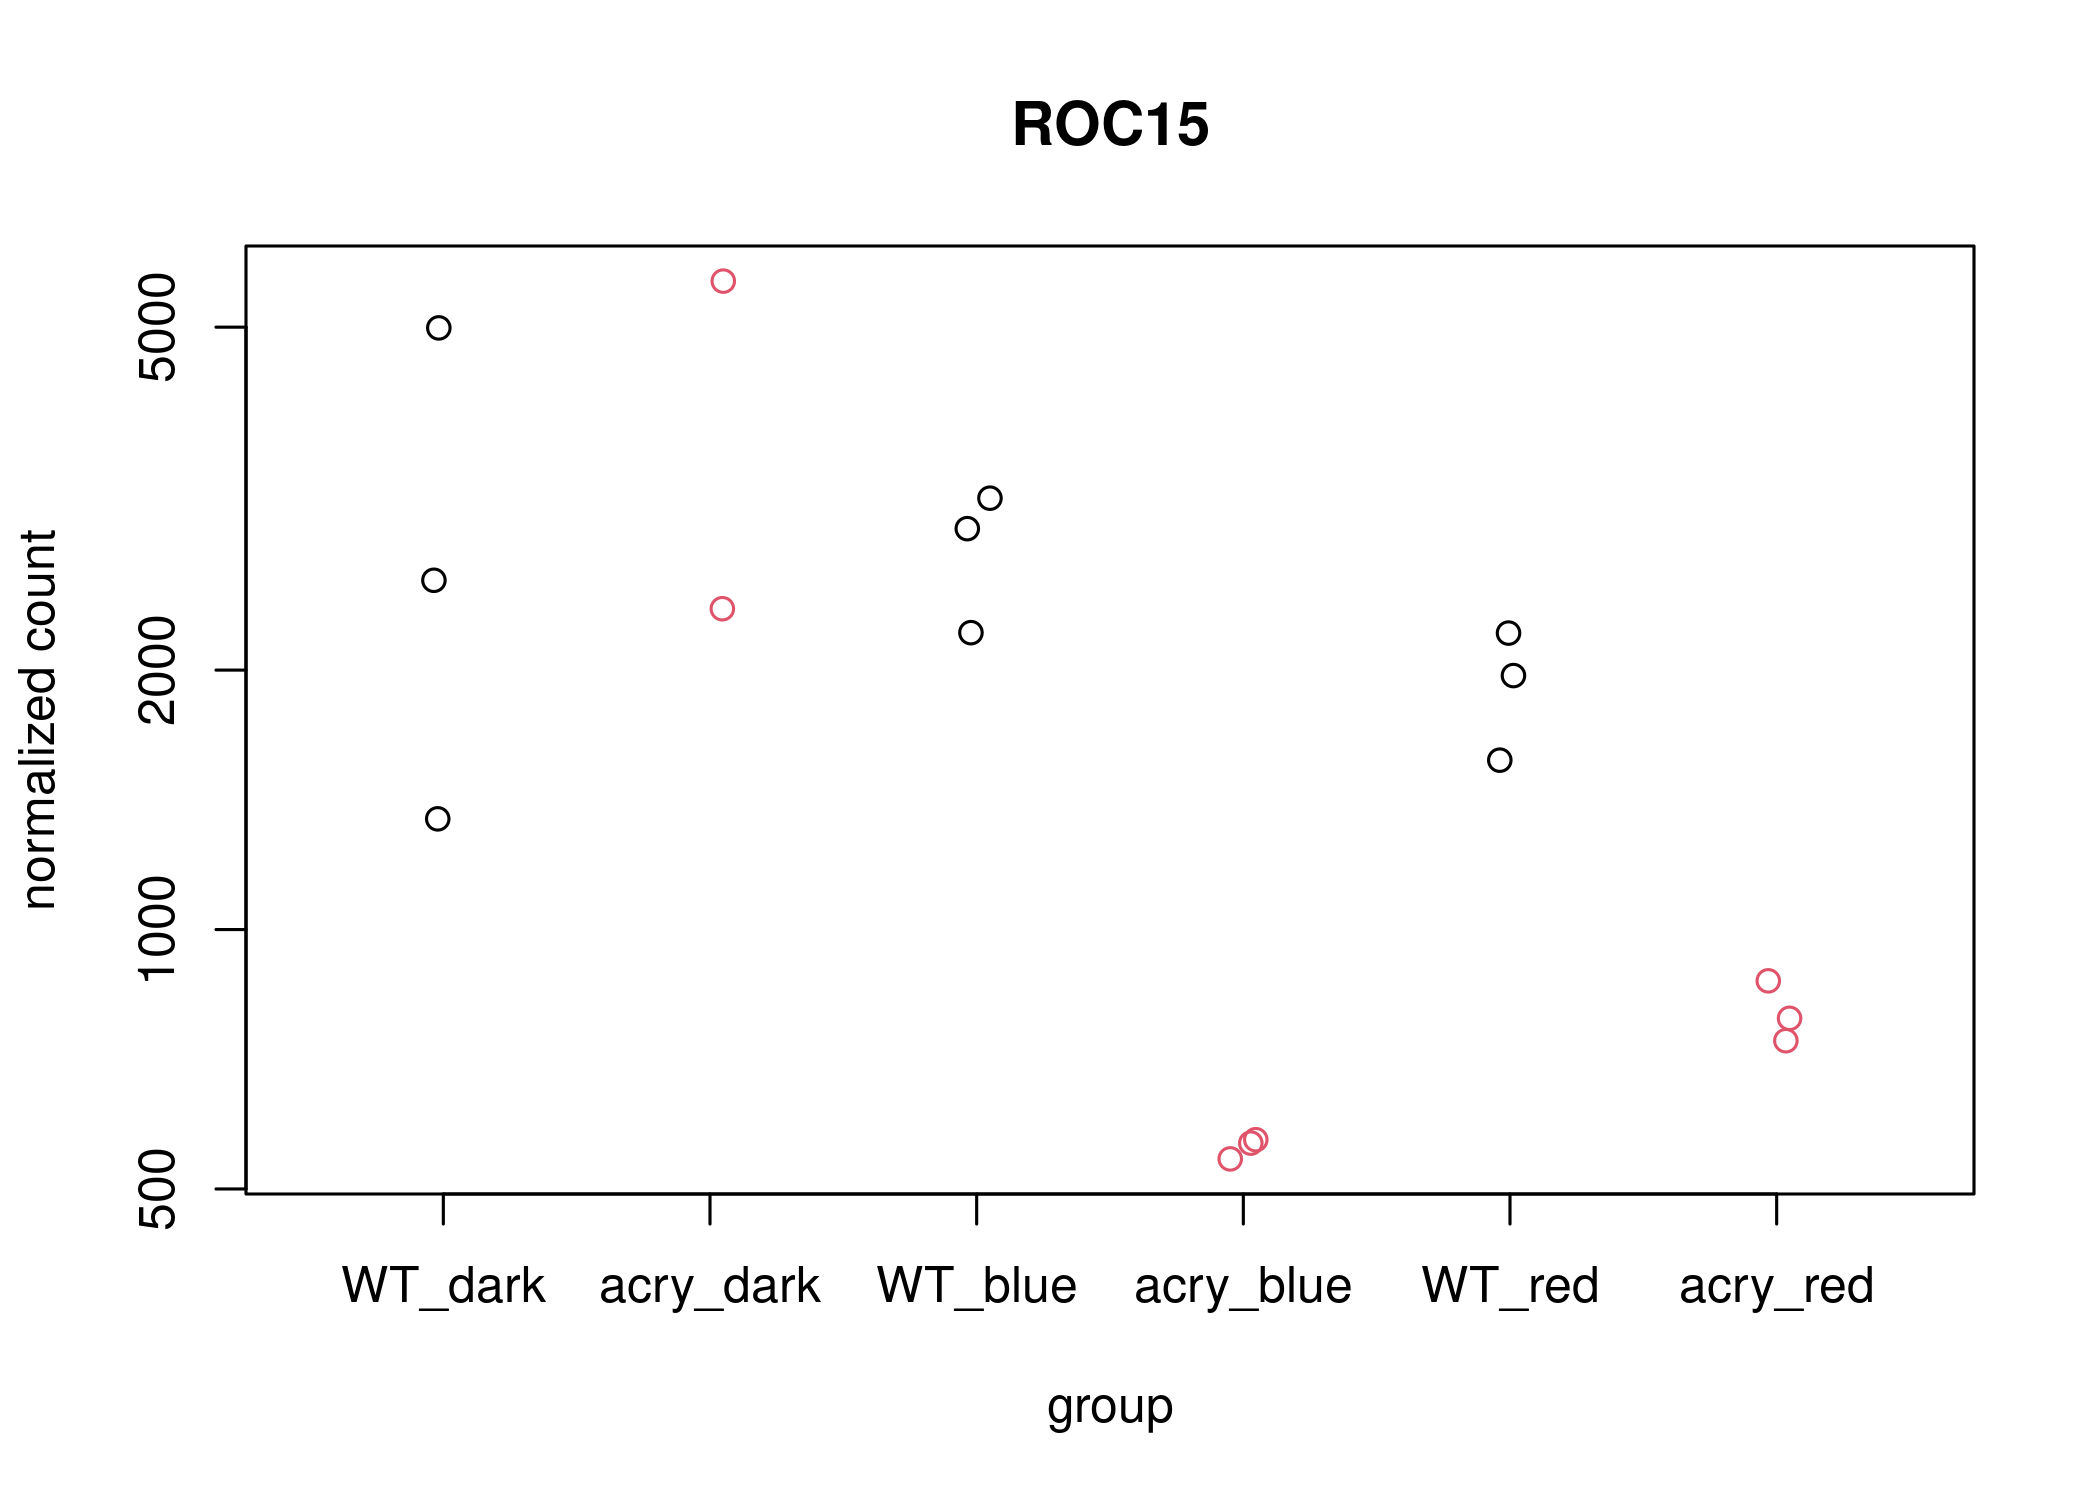 ROC15
normalized count
5000
2000
1000
500
WT_dark acry_dark WT_blue acry_blue WT_red acry_red
group